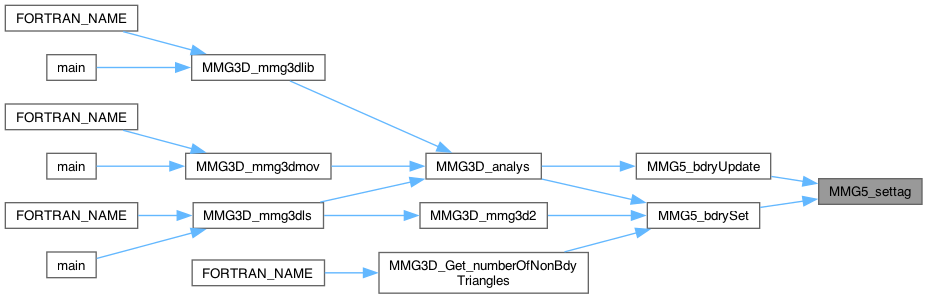 FORTRAN_NAME
main
MMG3D_mmg3dlib
FORTRAN_NAME
main
MMG3D_mmg3dmov
MMG3D_analys
MMG5_bdryUpdate
MMG5_settag
FORTRAN_NAME
MMG3D_mmg3dls
MMG3D_mmg3d2
MMG5_bdrySet
main
FORTRAN_NAME
MMG3D_Get_numberOfNonBdy
Triangles